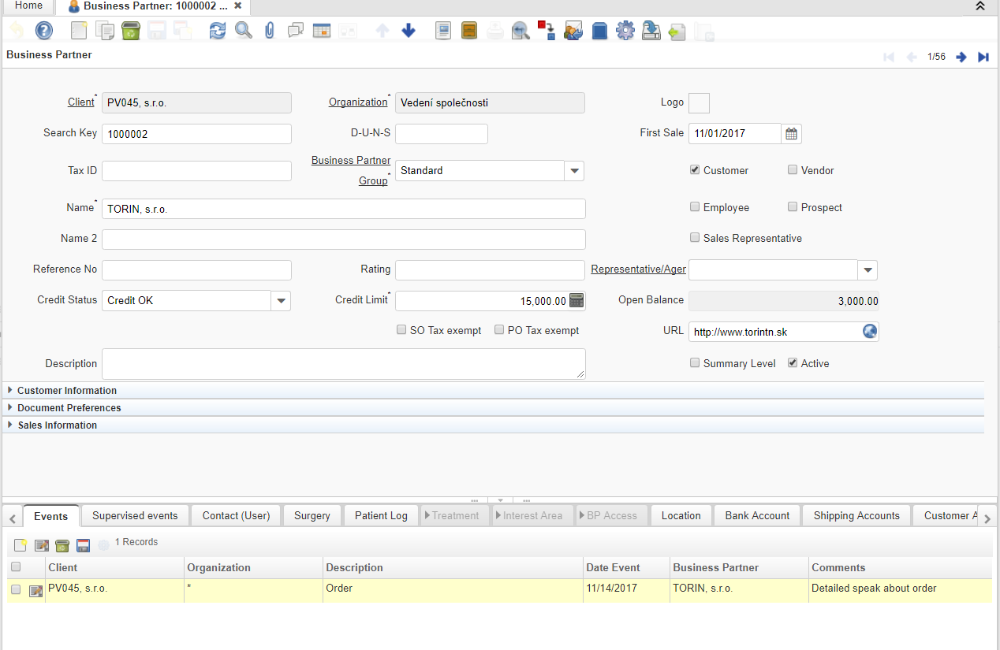 Home Business Partner: 1000002 ...
Business Partner 1/56
Client* PV045, s.r.o. Organization* Vedení společnosti Logo
Search Key 1000002 D-U-N-S First Sale 11/01/2017
Tax ID Business Partner Group* Standard Customer Vendor
Name* TORIN, s.r.o. Employee Prospect
Name 2 Sales Representative
Reference No Rating Representative/Ager
Credit Status Credit OK Credit Limit* 15,000.00 Open Balance 3,000.00
SO Tax exempt PO Tax exempt URL http://www.torintn.sk
Description Summary Level Active
Customer Information
Document Preferences
Sales Information
Events Supervised events Contact (User) Surgery Patient Log Treatment Interest Area BP Access Location Bank Account Shipping Accounts Customer A
1 Records
Client Organization Description Date Event Business Partner Comments
PV045, s.r.o. * Order 11/14/2017 TORIN, s.r.o. Detailed speak about order